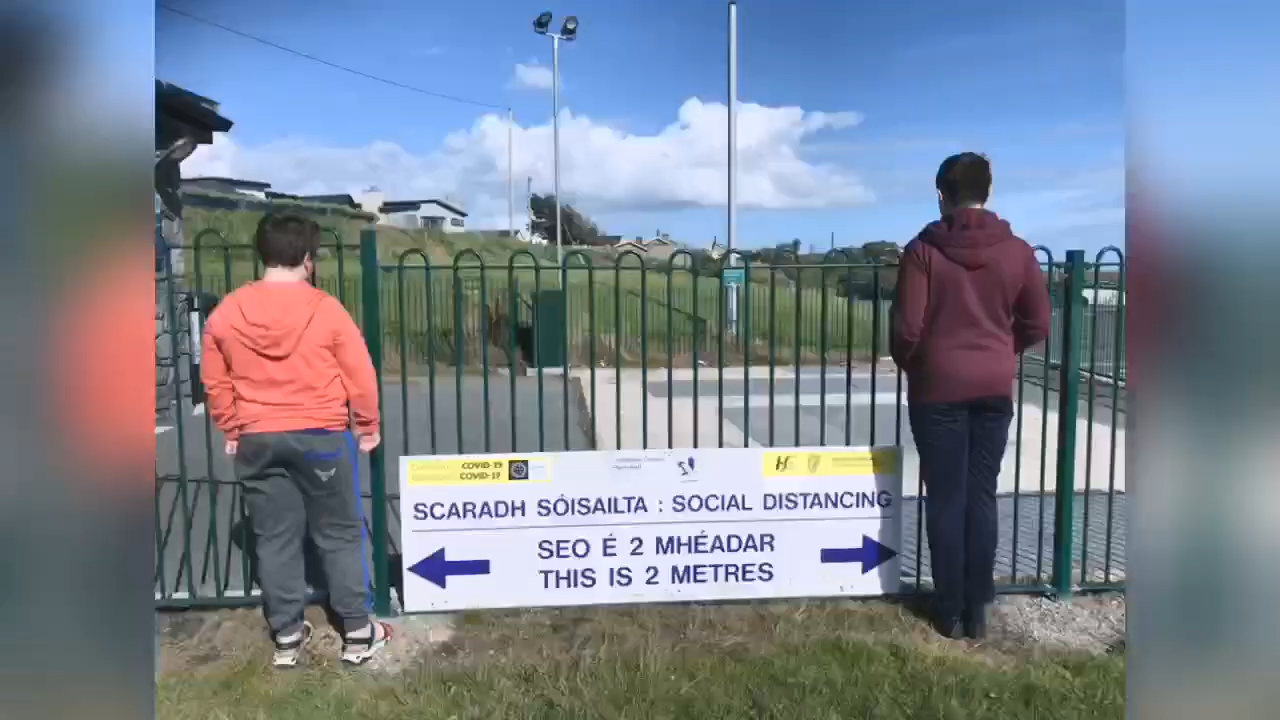 COVID-19
COVID-19
SCARADH SÓISAILTA : SOCIAL DISTANCING
SEO É 2 MHÉADAR
THIS IS 2 METRES